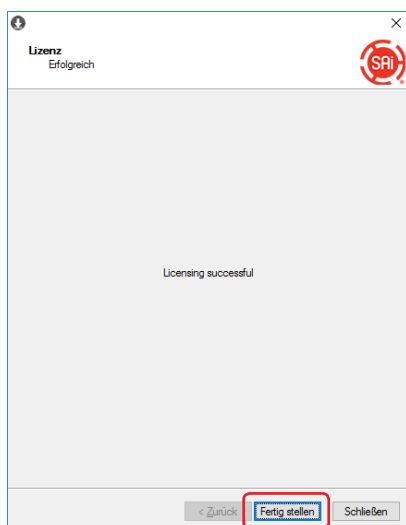 Lizenz
Erfolgreich
SAi
Licensing successful
< Zurück
Fertig stellen
Schließen